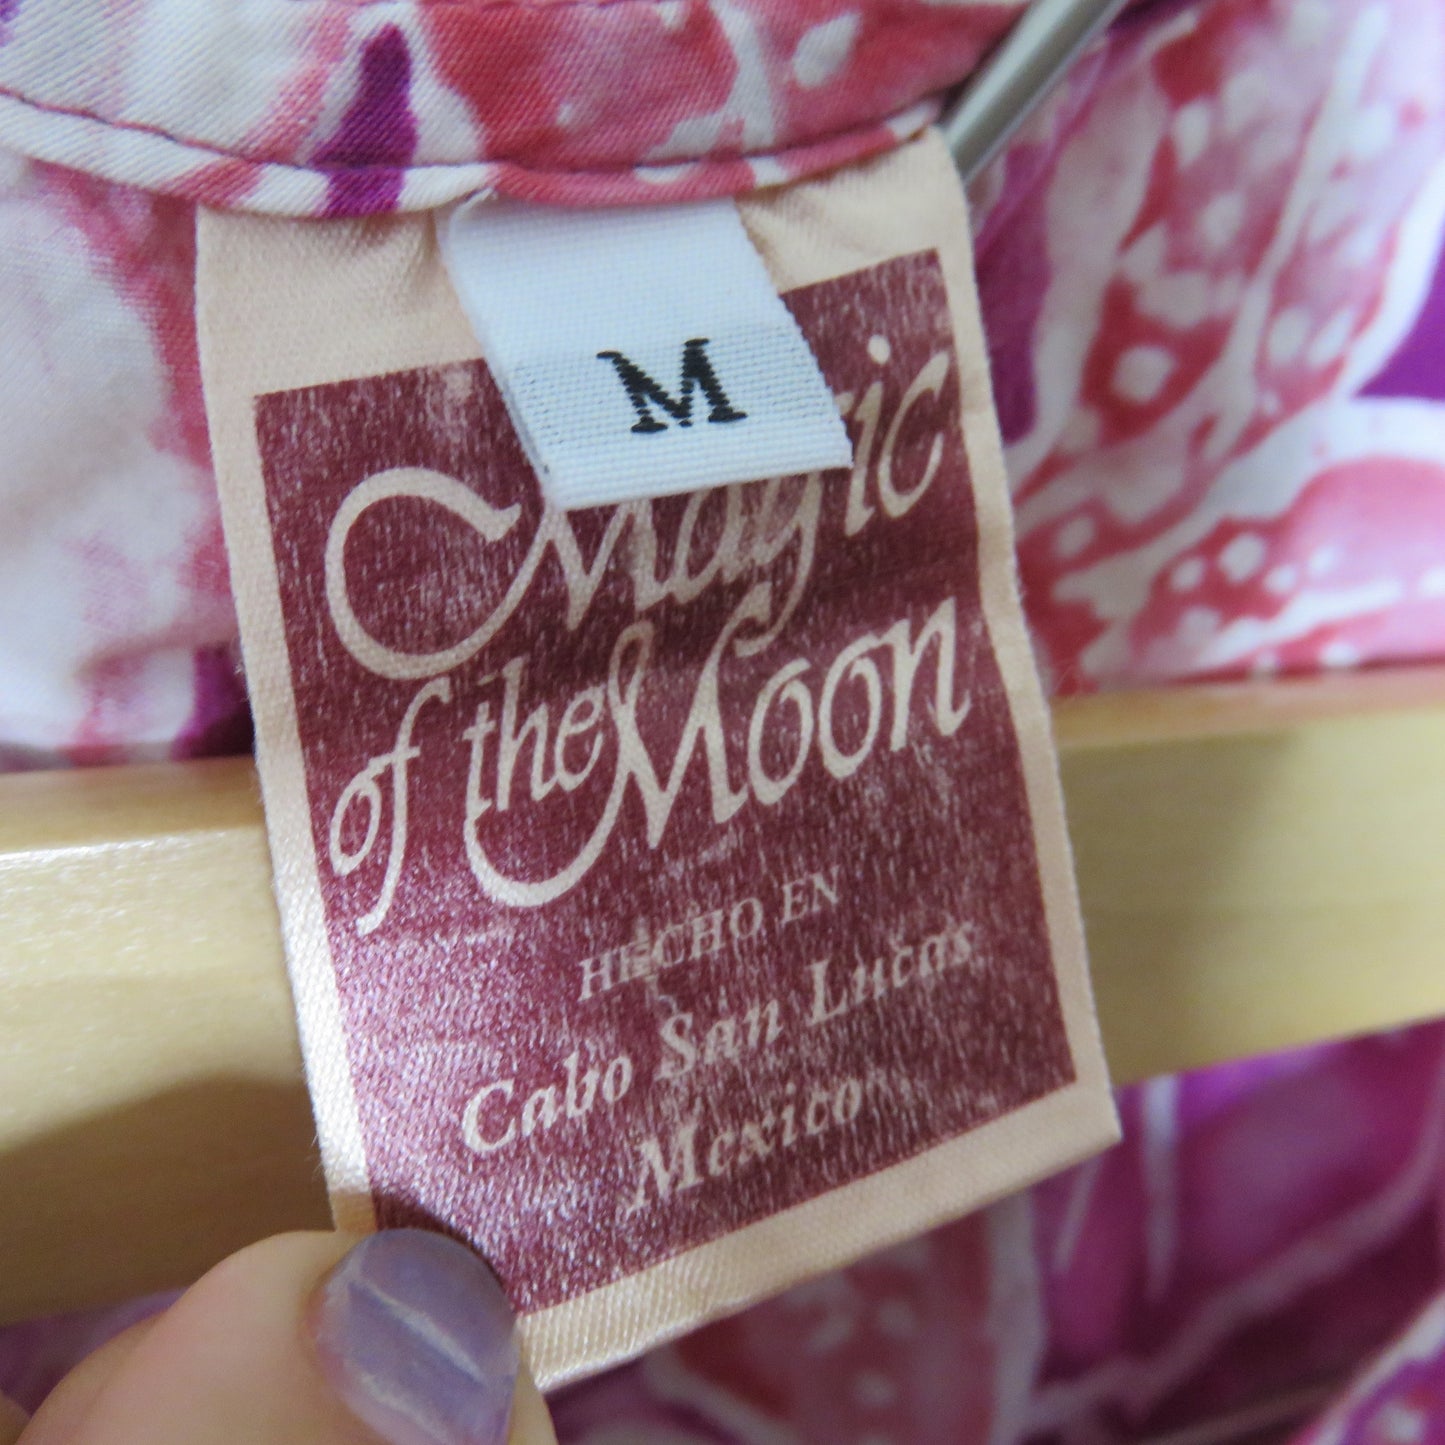 M
Magic
of the Moon
HECHO EN
Cabo San Lucas
Mexico